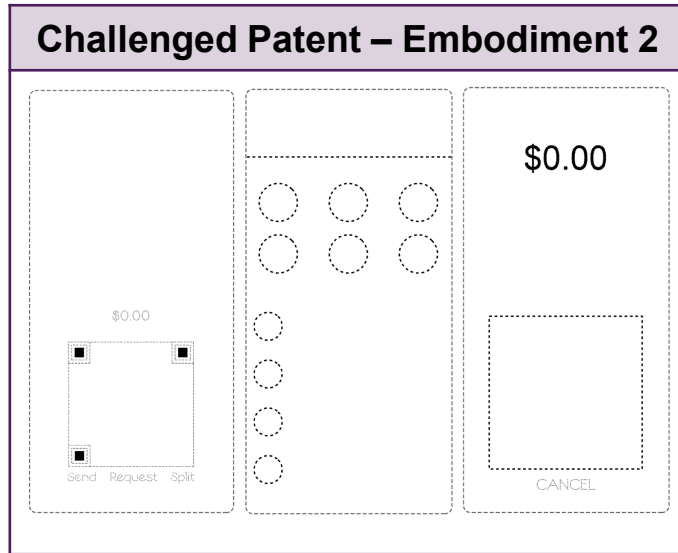 Challenged Patent – Embodiment 2
$0.00
Send Request Split
$0.00
CANCEL